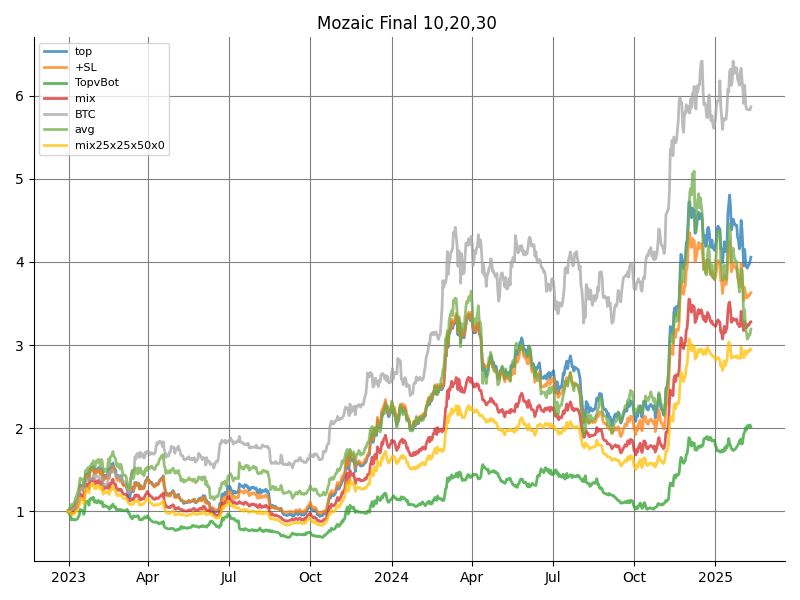 Mozaic Final 10,20,30
top
+SL
TopvBot
mix
BTC
avg
mix25x25x50x0
6
5
4
3
2
1
2023 Apr Jul Oct 2024 Apr Jul Oct 2025